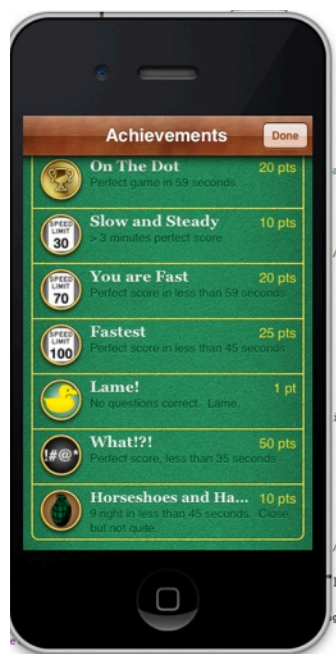 Achievements
Done
On The Dot
20 pts
Perfect game in 59 seconds
SPEED LIMIT 30
Slow and Steady
10 pts
> 3 minutes perfect score
SPEED LIMIT 70
You are Fast
20 pts
Perfect score in less than 59 seconds
SPEED LIMIT 100
Fastest
25 pts
Perfect score in less than 45 seconds
Lame!
1 pt
No questions correct. Lame.
!#@*
What!?!
50 pts
Perfect score, less than 35 seconds
Horseshoes and Ha...
10 pts
9 right in less than 45 seconds. Close,
but not quite.